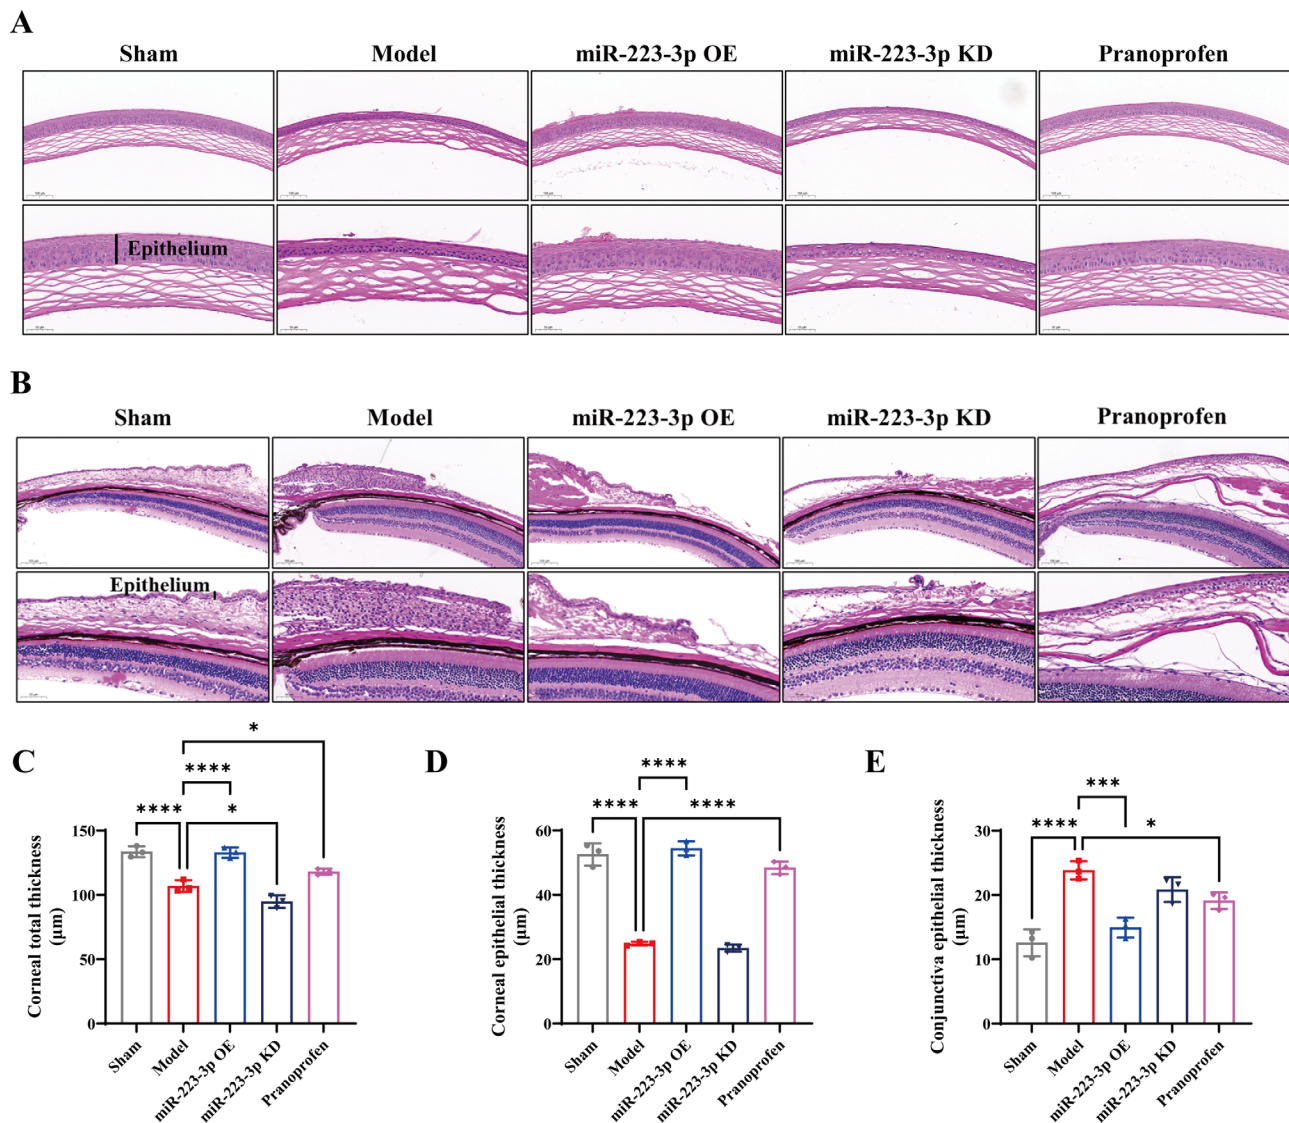 A
Sham Model miR-223-3p OE miR-223-3p KD Pranoprofen
Epithelium
B
Sham Model miR-223-3p OE miR-223-3p KD Pranoprofen
Epithelium
C
*
****
**** *
Corneal total thickness
(μm)
150
100
50
0
Sham
Model
miR-223-3p OE
miR-223-3p KD
Pranoprofen
D
****
**** ****
Corneal epithelial thickness
(μm)
60
40
20
0
Sham
Model
miR-223-3p OE
miR-223-3p KD
Pranoprofen
E
***
**** *
Conjunctiva epithelial thickness
(μm)
30
20
10
0
Sham
Model
miR-223-3p OE
miR-223-3p KD
Pranoprofen